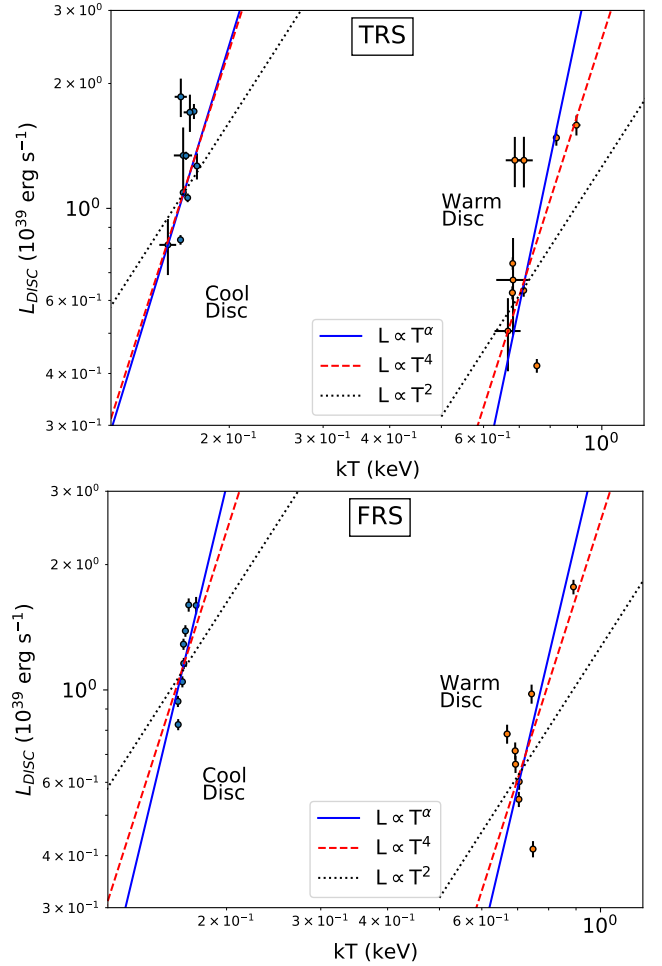 TRS
3 × 10⁰
2 × 10⁰
10⁰
6 × 10⁻¹
4 × 10⁻¹
3 × 10⁻¹
L_DISC (10³⁹ erg s⁻¹)
Warm
Disc
Cool
Disc
L ∝ T^α
L ∝ T⁴
L ∝ T²
2 × 10⁻¹
3 × 10⁻¹
4 × 10⁻¹
6 × 10⁻¹
10⁰
kT (keV)
FRS
3 × 10⁰
2 × 10⁰
10⁰
6 × 10⁻¹
4 × 10⁻¹
3 × 10⁻¹
L_DISC (10³⁹ erg s⁻¹)
Warm
Disc
Cool
Disc
L ∝ T^α
L ∝ T⁴
L ∝ T²
2 × 10⁻¹
3 × 10⁻¹
4 × 10⁻¹
6 × 10⁻¹
10⁰
kT (keV)